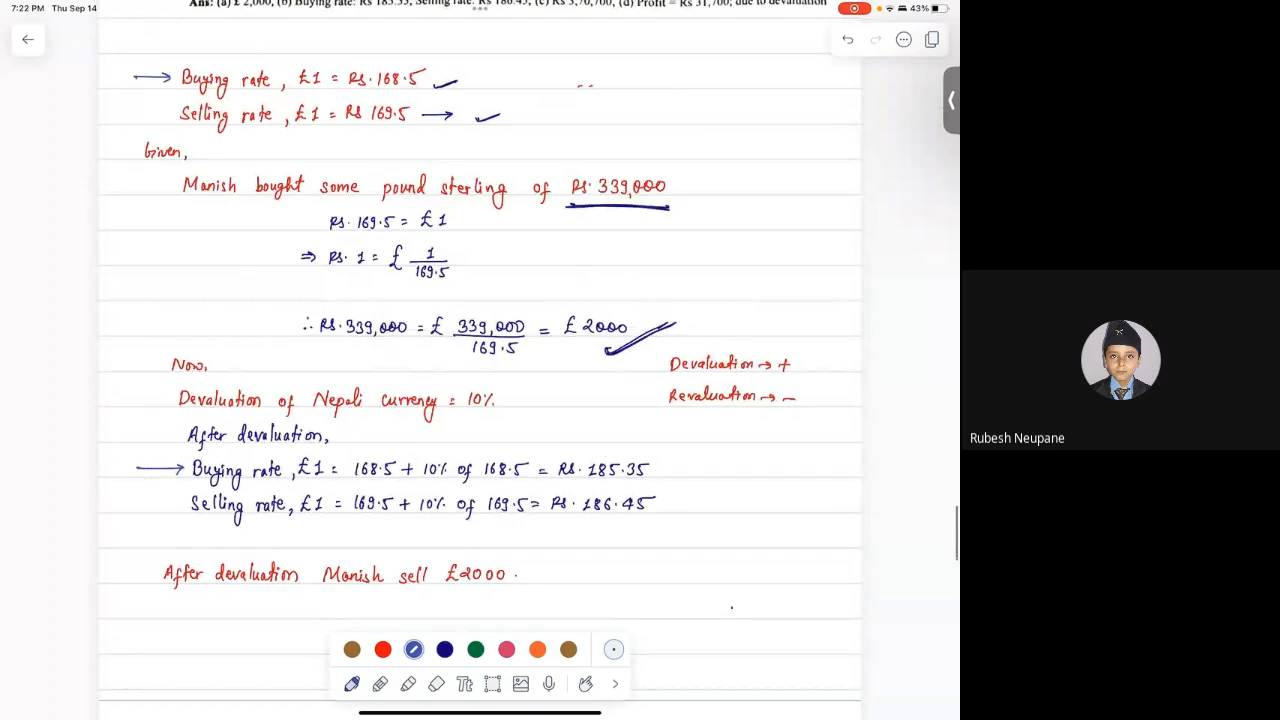 7:22 PM Thu Sep 14
43%
Ans: (a) £ 2,000, (b) Buying rate: Rs 185.35, Selling rate: Rs 186.45, (c) Rs 3,70,700, (d) Profit = Rs 31,700; due to devaluation
→ Buying rate, £1 = Rs. 168.5 ✓
Selling rate, £1 = Rs 169.5 → ✓
Given,
Manish bought some pound sterling of Rs. 339,000
Rs. 169.5 = £1
⇒ Rs. 1 = £ 1/169.5
∴ Rs. 339,000 = £ 339,000/169.5 = £2000 ✓
Now,
Devaluation → +
Devaluation of Nepali currency = 10%.
Revaluation → −
After devaluation,
→ Buying rate, £1 = 168.5 + 10% of 168.5 = Rs. 185.35
Selling rate, £1 = 169.5 + 10% of 169.5 = Rs. 186.45
After devaluation Manish sell £2000.
Tt
Rubesh Neupane